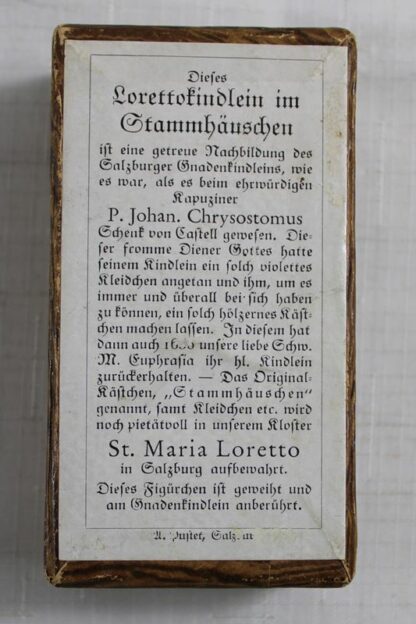 Dieses
Lorettokindlein im
Stammhäuschen
ist eine getreue Nachbildung des
Salzburger Gnadenkindleins, wie
es war, als es beim ehrwürdigen
Kapuziner
P. Johan. Chrysostomus
Schenk von Castell gewesen. Die-
ser fromme Diener Gottes hatte
seinem Kindlein ein solch violettes
Kleidchen angetan und ihm, um es
immer und überall bei sich haben
zu können, ein solch hölzernes Käst-
chen machen lassen. In diesem hat
dann auch unsere liebe Schw.
M. Euphrasia ihr hl. Kindlein
zurückerhalten. — Das Original-
Kästchen, „Stammhäuschen"
genannt, samt Kleidchen etc. wird
noch pietätvoll in unserem Kloster
St. Maria Loretto
in Salzburg aufbewahrt.
Dieses Figürchen ist geweiht und
am Gnadenkindlein anberührt.
A. Pustet,